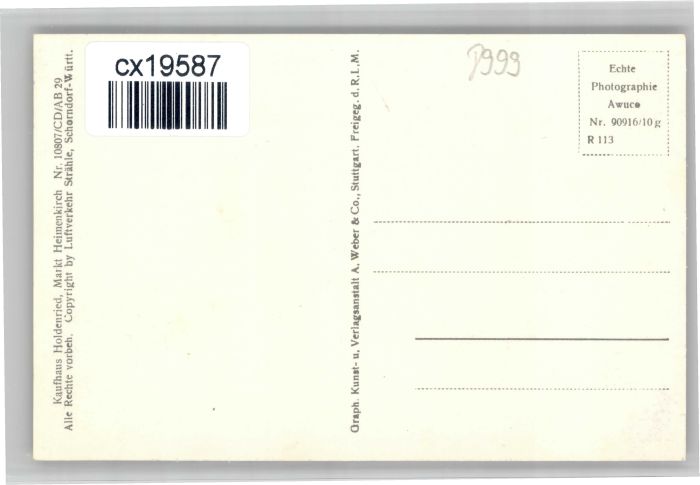 cx19587
Kaufhaus Holdenried, Markt Heimenkirch Nr. 10807/CD/AB 29
Alle Rechte vorbeh. Copyright by Luftverkehr Strähle, Schorndorf-Württ.
Graph. Kunst- u. Verlagsanstalt A. Weber & Co., Stuttgart. Freigeg. d. R.L.M.
Echte
Photographie
Awuco
Nr. 90916/10 g
R 113